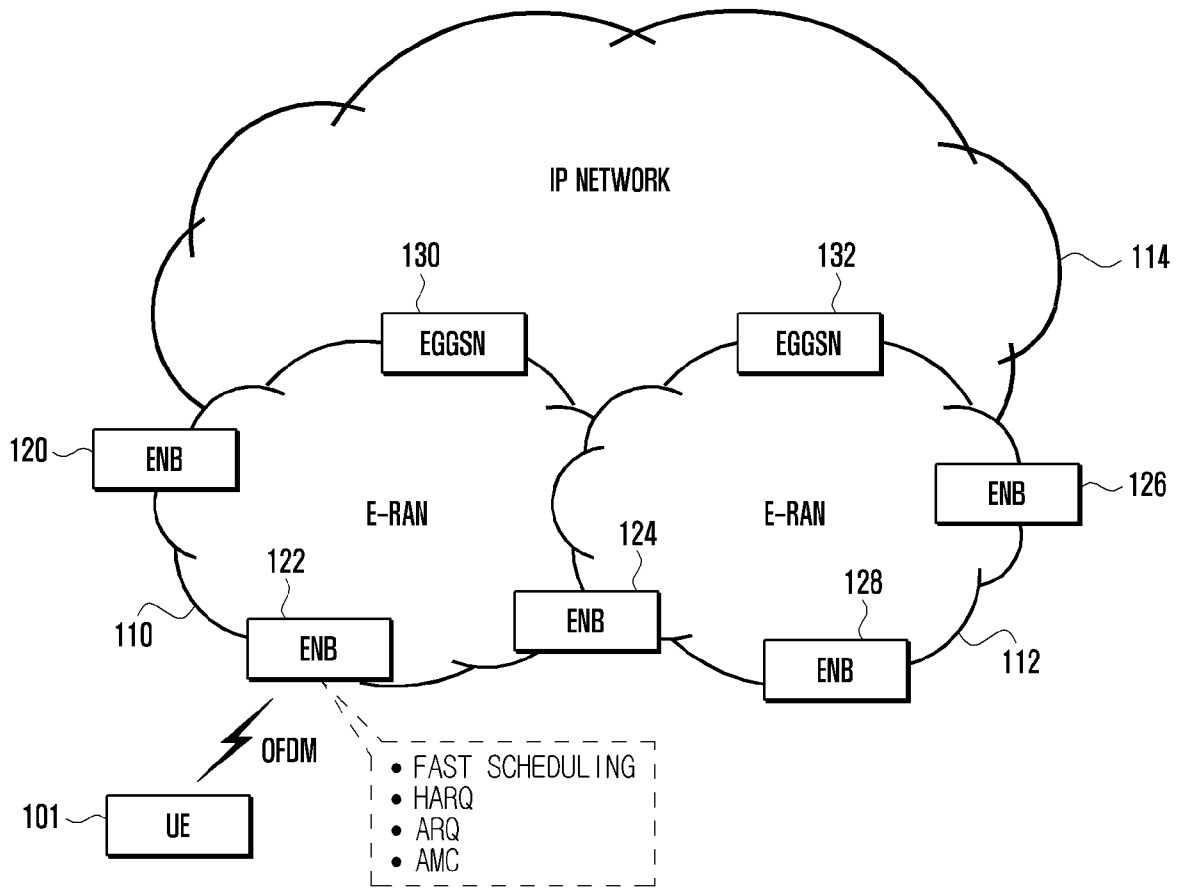 IP NETWORK
130
132
114
EGGSN
EGGSN
120
ENB
ENB
126
E-RAN
E-RAN
122
124
128
110
ENB
ENB
ENB
112
OFDM
101
UE
• FAST SCHEDULING
• HARQ
• ARQ
• AMC